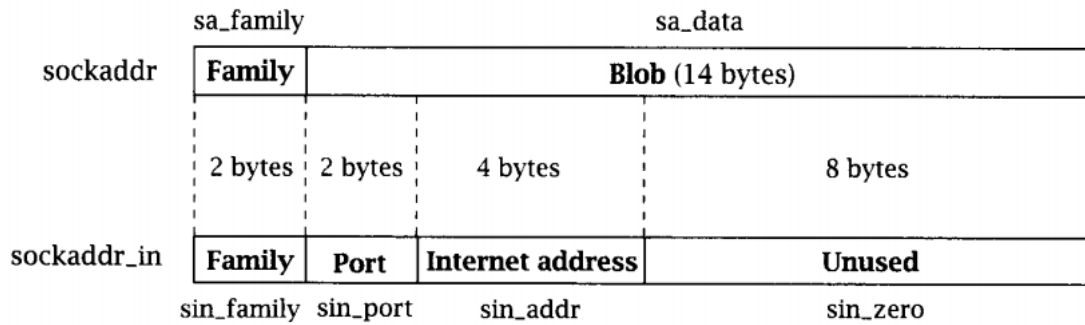 sa_family sa_data
sockaddr Family Blob (14 bytes)
2 bytes 2 bytes 4 bytes 8 bytes
sockaddr_in Family Port Internet address Unused
sin_family sin_port sin_addr sin_zero